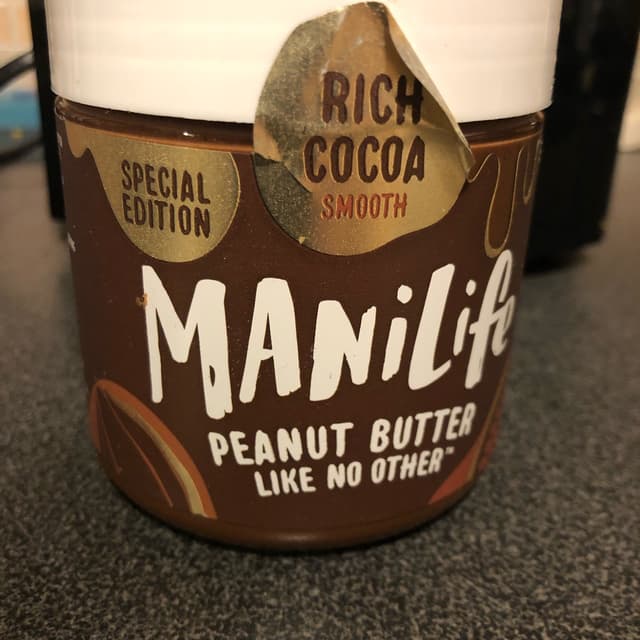 RICH
COCOA
SMOOTH
SPECIAL
EDITION
MANiLife
PEANUT BUTTER
LIKE NO OTHER™